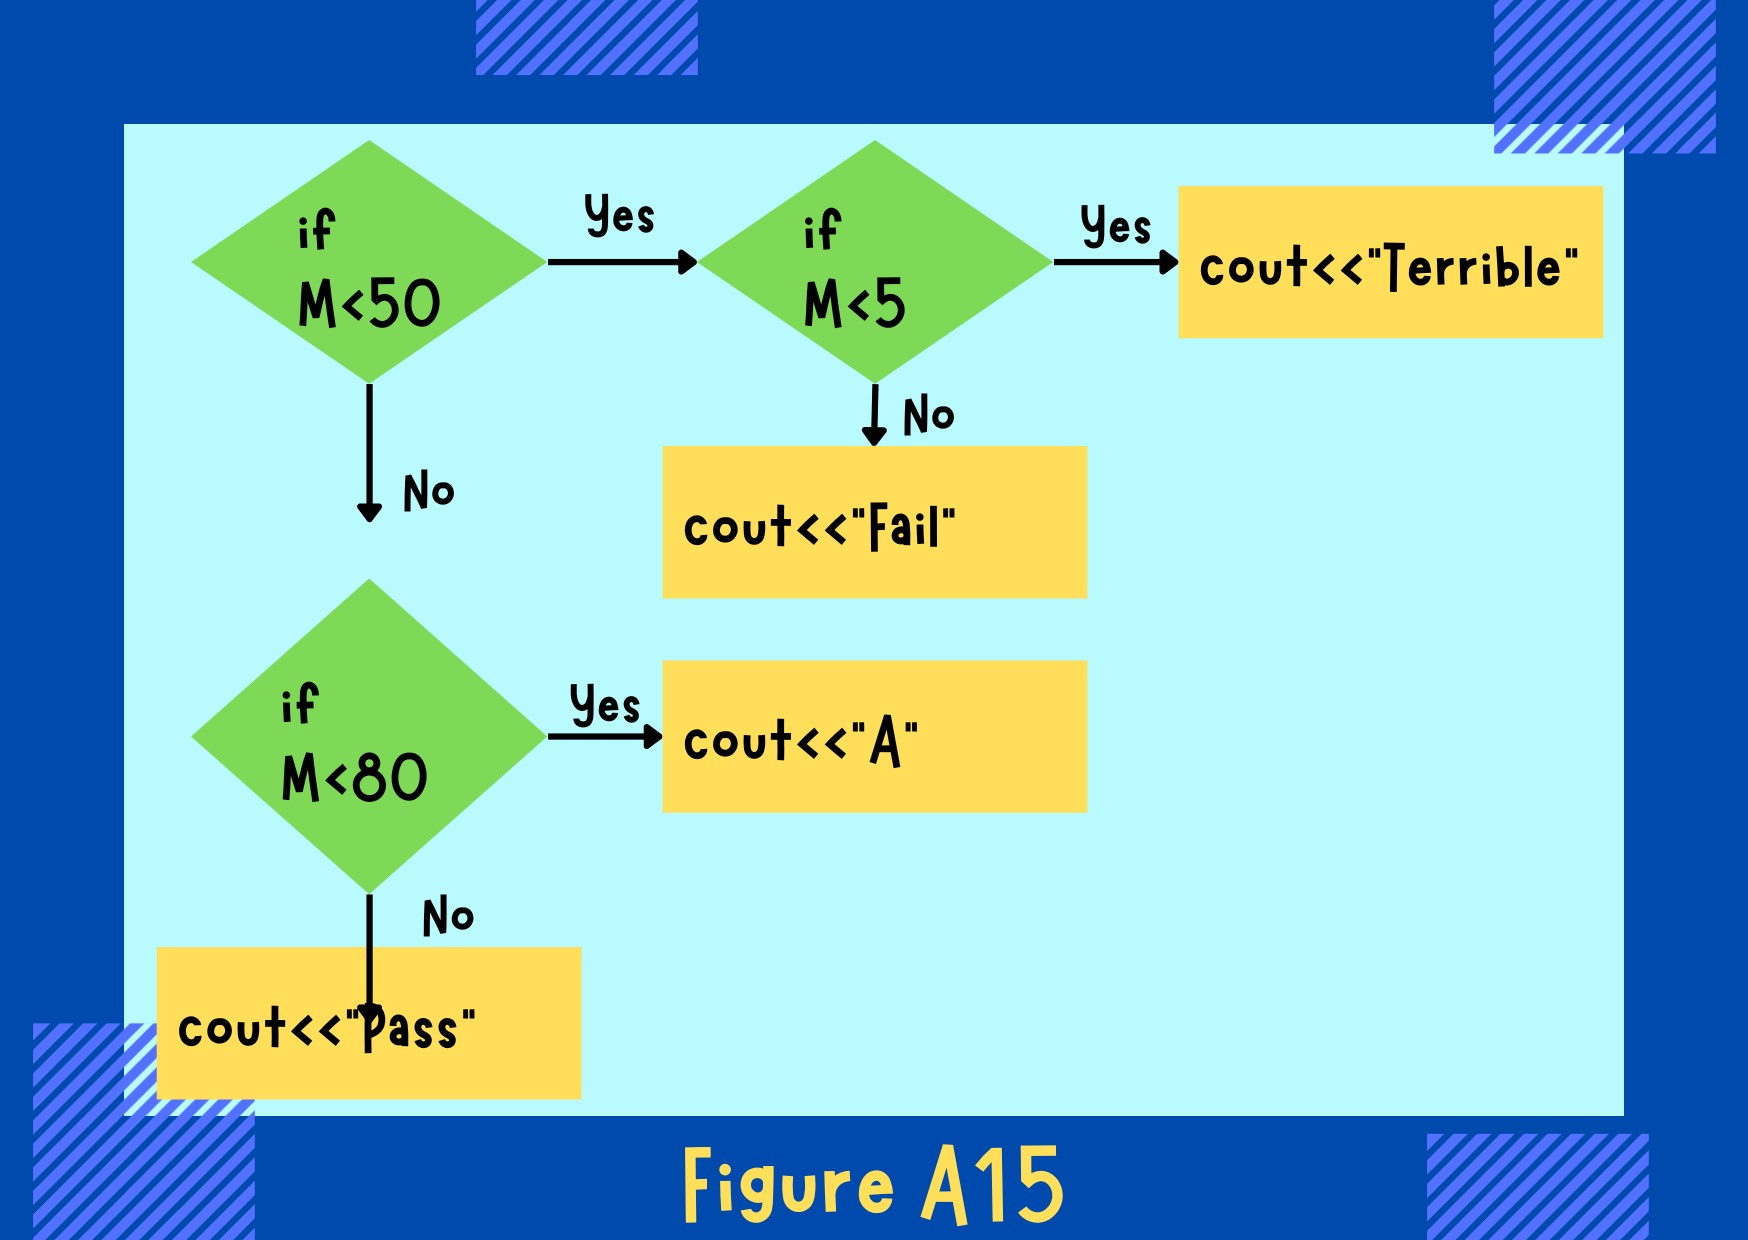 if
M<50
Yes
if
M<5
Yes
cout<<"Terrible"
No
No
cout<<"Fail"
if
M<80
Yes
cout<<"A"
No
cout<<"Pass"
Figure A15